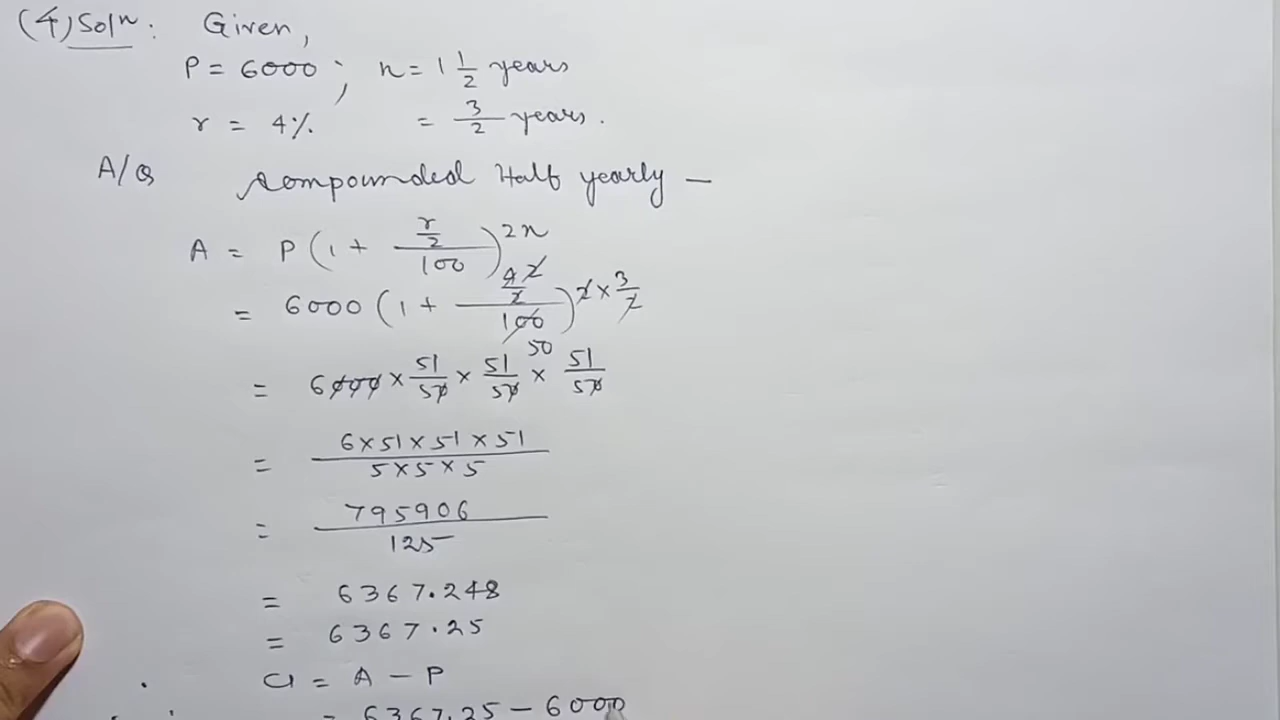 (4) Solⁿ: Given,
P = 6000 ; n = 1 1/2 years
r = 4% = 3/2 years.
A/Q Compounded Half yearly —
A = P(1 + (r/2)/100)^2n
= 6000(1 + (4/2)/100)^2×3/2
2
50
= 6000 × 51/50 × 51/50 × 51/50
= 6×51×51×51 / 5×5×5
= 795906 / 125
= 6367.248
= 6367.25
CI = A − P
= 6367.25 − 6000